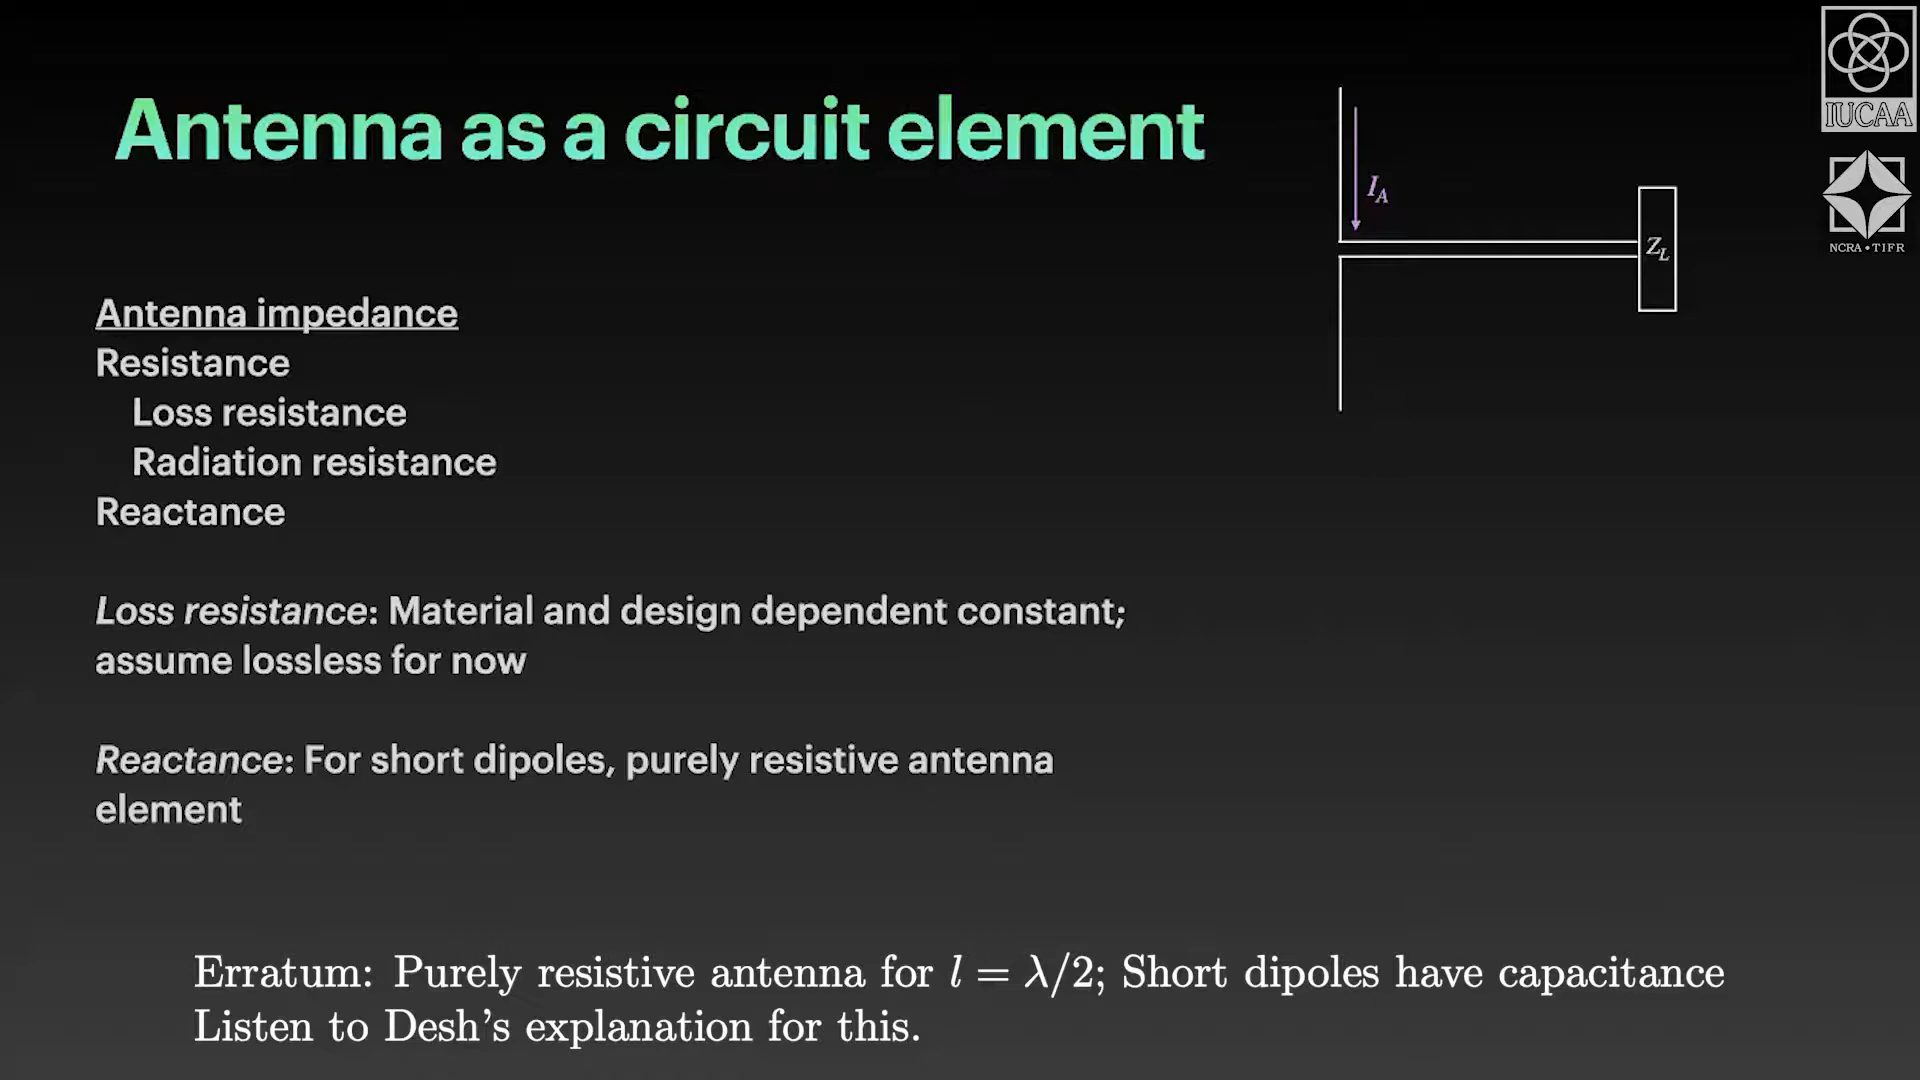 Antenna as a circuit element
I_A
Z_L
IUCAA
NCRA • TIFR
Antenna impedance
Resistance
Loss resistance
Radiation resistance
Reactance
Loss resistance: Material and design dependent constant;
assume lossless for now
Reactance: For short dipoles, purely resistive antenna
element
Erratum: Purely resistive antenna for l = λ/2; Short dipoles have capacitance
Listen to Desh's explanation for this.